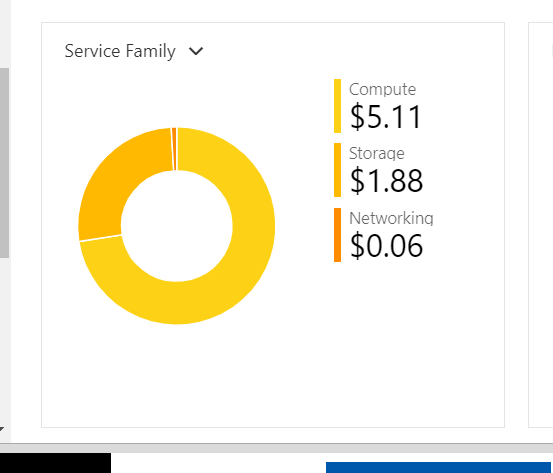 Service Family
Compute
$5.11
Storage
$1.88
Networking
$0.06